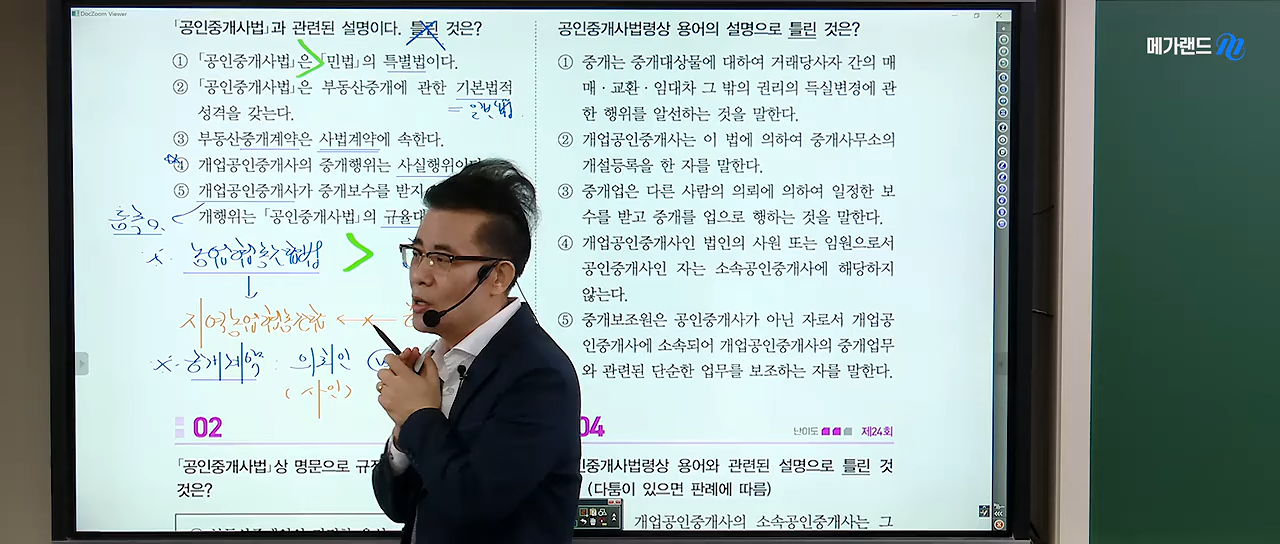 DocZoom Viewer
「공인중개사법」과 관련된 설명이다. 틀린 것은?
① 「공인중개사법」은 「민법」의 특별법이다.
② 「공인중개사법」은 부동산중개에 관한 기본법적
성격을 갖는다.
= 일반법
③ 부동산중개계약은 사법계약에 속한다.
④ 개업공인중개사의 중개행위는 사실행위이다
⑤ 개업공인중개사가 중개보수를 받지
개행위는 「공인중개사법」의 규율대
농업협동조합법 >
↓
지역농업협동조합
중개계약 : 의뢰인
(사인)
02
「공인중개사법」상 명문으로 규정
것은?
공인중개사법령상 용어의 설명으로 틀린 것은?
① 중개는 중개대상물에 대하여 거래당사자 간의 매
매·교환·임대차 그 밖의 권리의 득실변경에 관
한 행위를 알선하는 것을 말한다.
② 개업공인중개사는 이 법에 의하여 중개사무소의
개설등록을 한 자를 말한다.
③ 중개업은 다른 사람의 의뢰에 의하여 일정한 보
수를 받고 중개를 업으로 행하는 것을 말한다.
④ 개업공인중개사인 법인의 사원 또는 임원으로서
공인중개사인 자는 소속공인중개사에 해당하지
않는다.
⑤ 중개보조원은 공인중개사가 아닌 자로서 개업공
인중개사에 소속되어 개업공인중개사의 중개업무
와 관련된 단순한 업무를 보조하는 자를 말한다.
04
난이도 제24회
인중개사법령상 용어와 관련된 설명으로 틀린 것
(다툼이 있으면 판례에 따름)
개업공인중개사의 소속공인중개사는 그
메가랜드